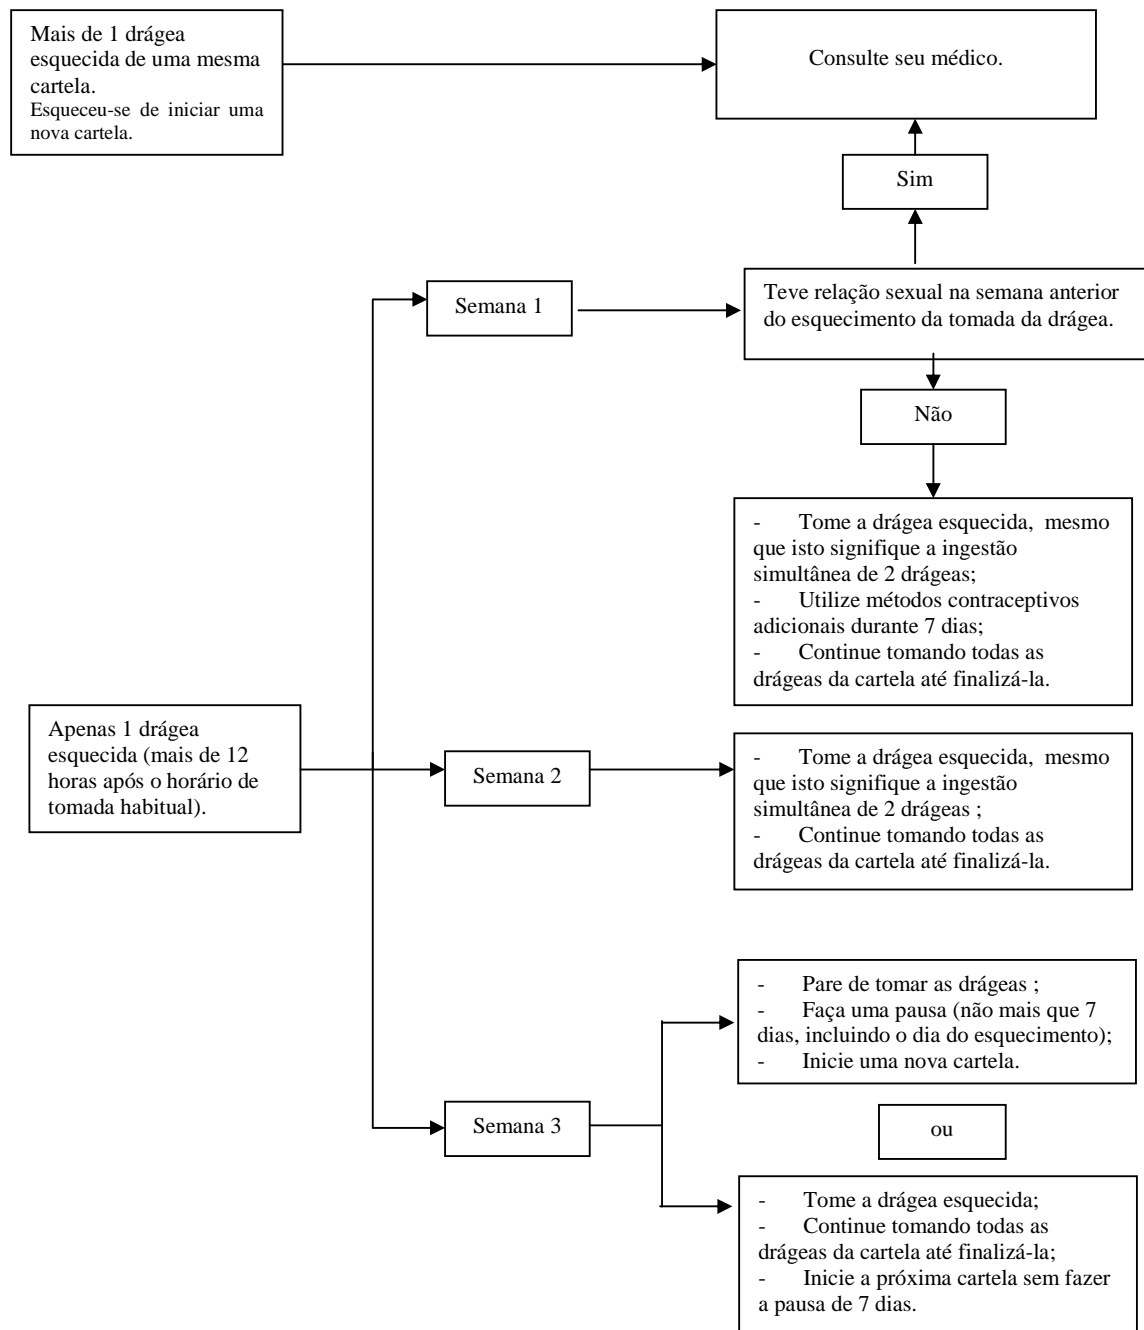 Mais de 1 drágea
esquecida de uma mesma
cartela.
Esqueceu-se de iniciar uma
nova cartela.
Consulte seu médico.
Sim
Semana 1
Teve relação sexual na semana anterior
do esquecimento da tomada da drágea.
Não
- Tome a drágea esquecida, mesmo
que isto signifique a ingestão
simultânea de 2 drágeas;
- Utilize métodos contraceptivos
adicionais durante 7 dias;
- Continue tomando todas as
drágeas da cartela até finalizá-la.
Apenas 1 drágea
esquecida (mais de 12
horas após o horário de
tomada habitual).
Semana 2
- Tome a drágea esquecida, mesmo
que isto signifique a ingestão
simultânea de 2 drágeas ;
- Continue tomando todas as
drágeas da cartela até finalizá-la.
Semana 3
- Pare de tomar as drágeas ;
- Faça uma pausa (não mais que 7
dias, incluindo o dia do esquecimento);
- Inicie uma nova cartela.
ou
- Tome a drágea esquecida;
- Continue tomando todas as
drágeas da cartela até finalizá-la;
- Inicie a próxima cartela sem fazer
a pausa de 7 dias.